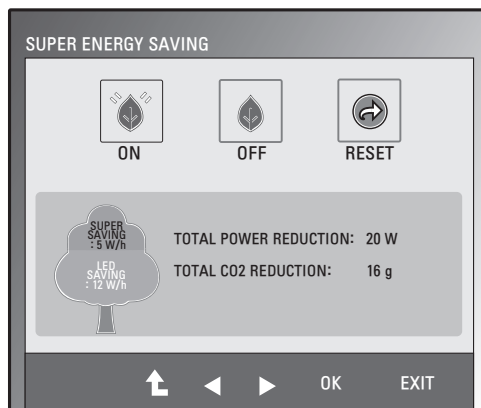 SUPER ENERGY SAVING
ON OFF RESET
SUPER
SAVING
: 5 W/h
LED
SAVING
: 12 W/h
TOTAL POWER REDUCTION: 20 W
TOTAL CO2 REDUCTION: 16 g
OK EXIT